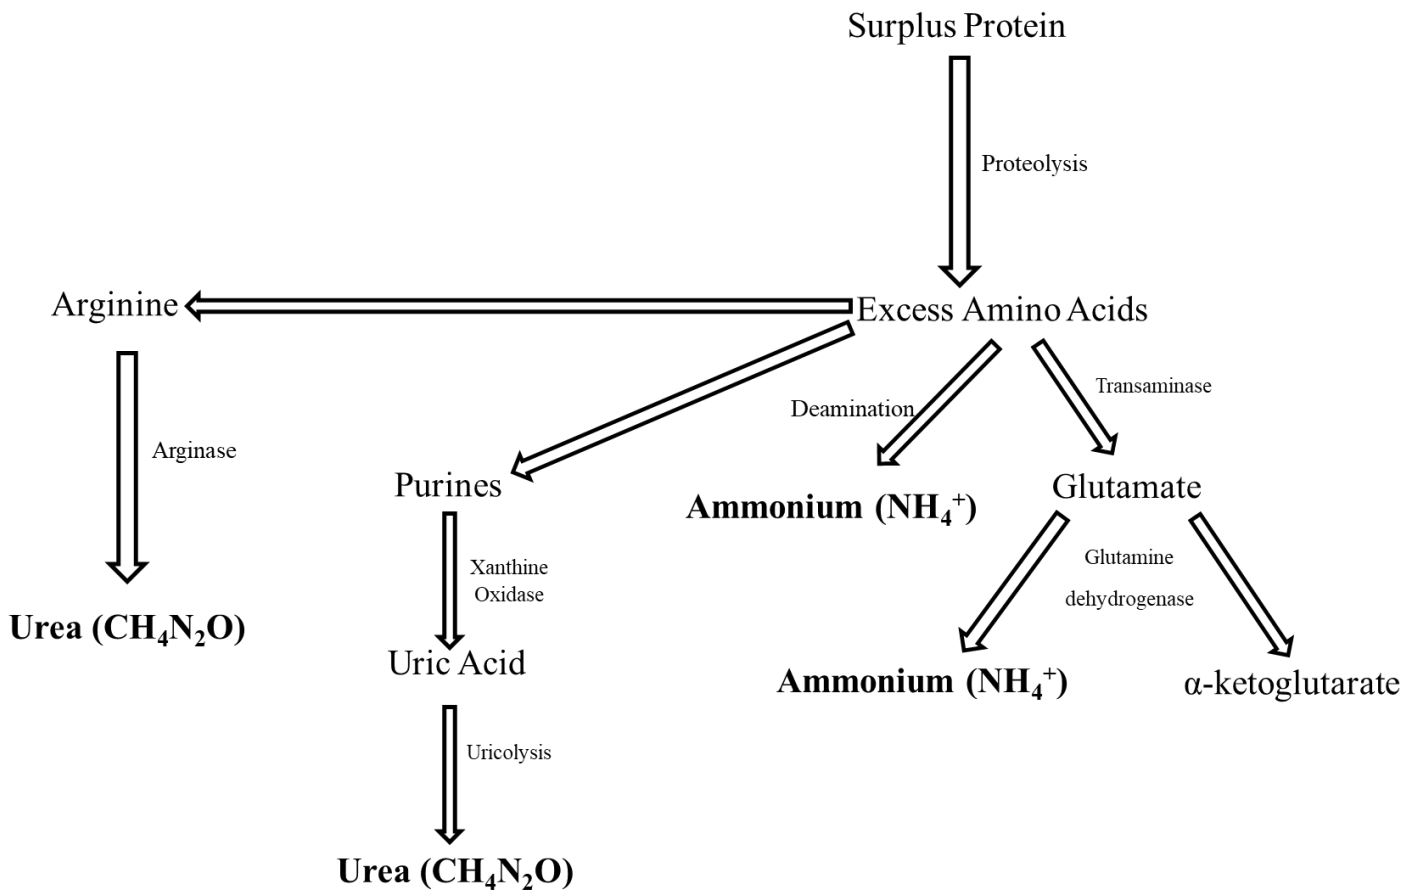 Surplus Protein
Proteolysis
Arginine
Excess Amino Acids
Transaminase
Deamination
Arginase
Purines
Ammonium (NH₄⁺)
Glutamate
Xanthine
Oxidase
Glutamine
dehydrogenase
Urea (CH₄N₂O)
Uric Acid
Ammonium (NH₄⁺)
α-ketoglutarate
Uricolysis
Urea (CH₄N₂O)